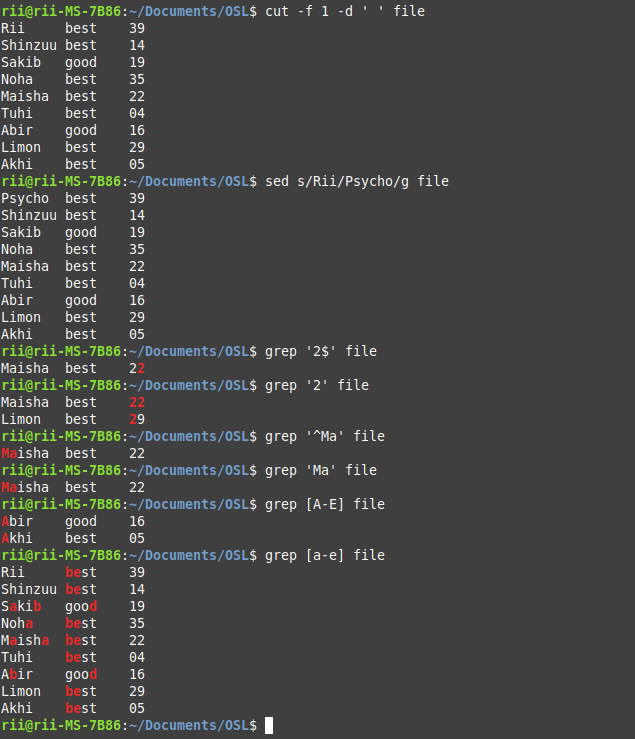 rii@rii-MS-7B86:~/Documents/OSL$ cut -f 1 -d ' ' file
Rii     best    39
Shinzuu best    14
Sakib   good    19
Noha    best    35
Maisha  best    22
Tuhi    best    04
Abir    good    16
Limon   best    29
Akhi    best    05
rii@rii-MS-7B86:~/Documents/OSL$ sed s/Rii/Psycho/g file
Psycho  best    39
Shinzuu best    14
Sakib   good    19
Noha    best    35
Maisha  best    22
Tuhi    best    04
Abir    good    16
Limon   best    29
Akhi    best    05
rii@rii-MS-7B86:~/Documents/OSL$ grep '2$' file
Maisha  best    22
rii@rii-MS-7B86:~/Documents/OSL$ grep '2' file
Maisha  best    22
Limon   best    29
rii@rii-MS-7B86:~/Documents/OSL$ grep '^Ma' file
Maisha  best    22
rii@rii-MS-7B86:~/Documents/OSL$ grep 'Ma' file
Maisha  best    22
rii@rii-MS-7B86:~/Documents/OSL$ grep [A-E] file
Abir    good    16
Akhi    best    05
rii@rii-MS-7B86:~/Documents/OSL$ grep [a-e] file
Rii     best    39
Shinzuu best    14
Sakib   good    19
Noha    best    35
Maisha  best    22
Tuhi    best    04
Abir    good    16
Limon   best    29
Akhi    best    05
rii@rii-MS-7B86:~/Documents/OSL$